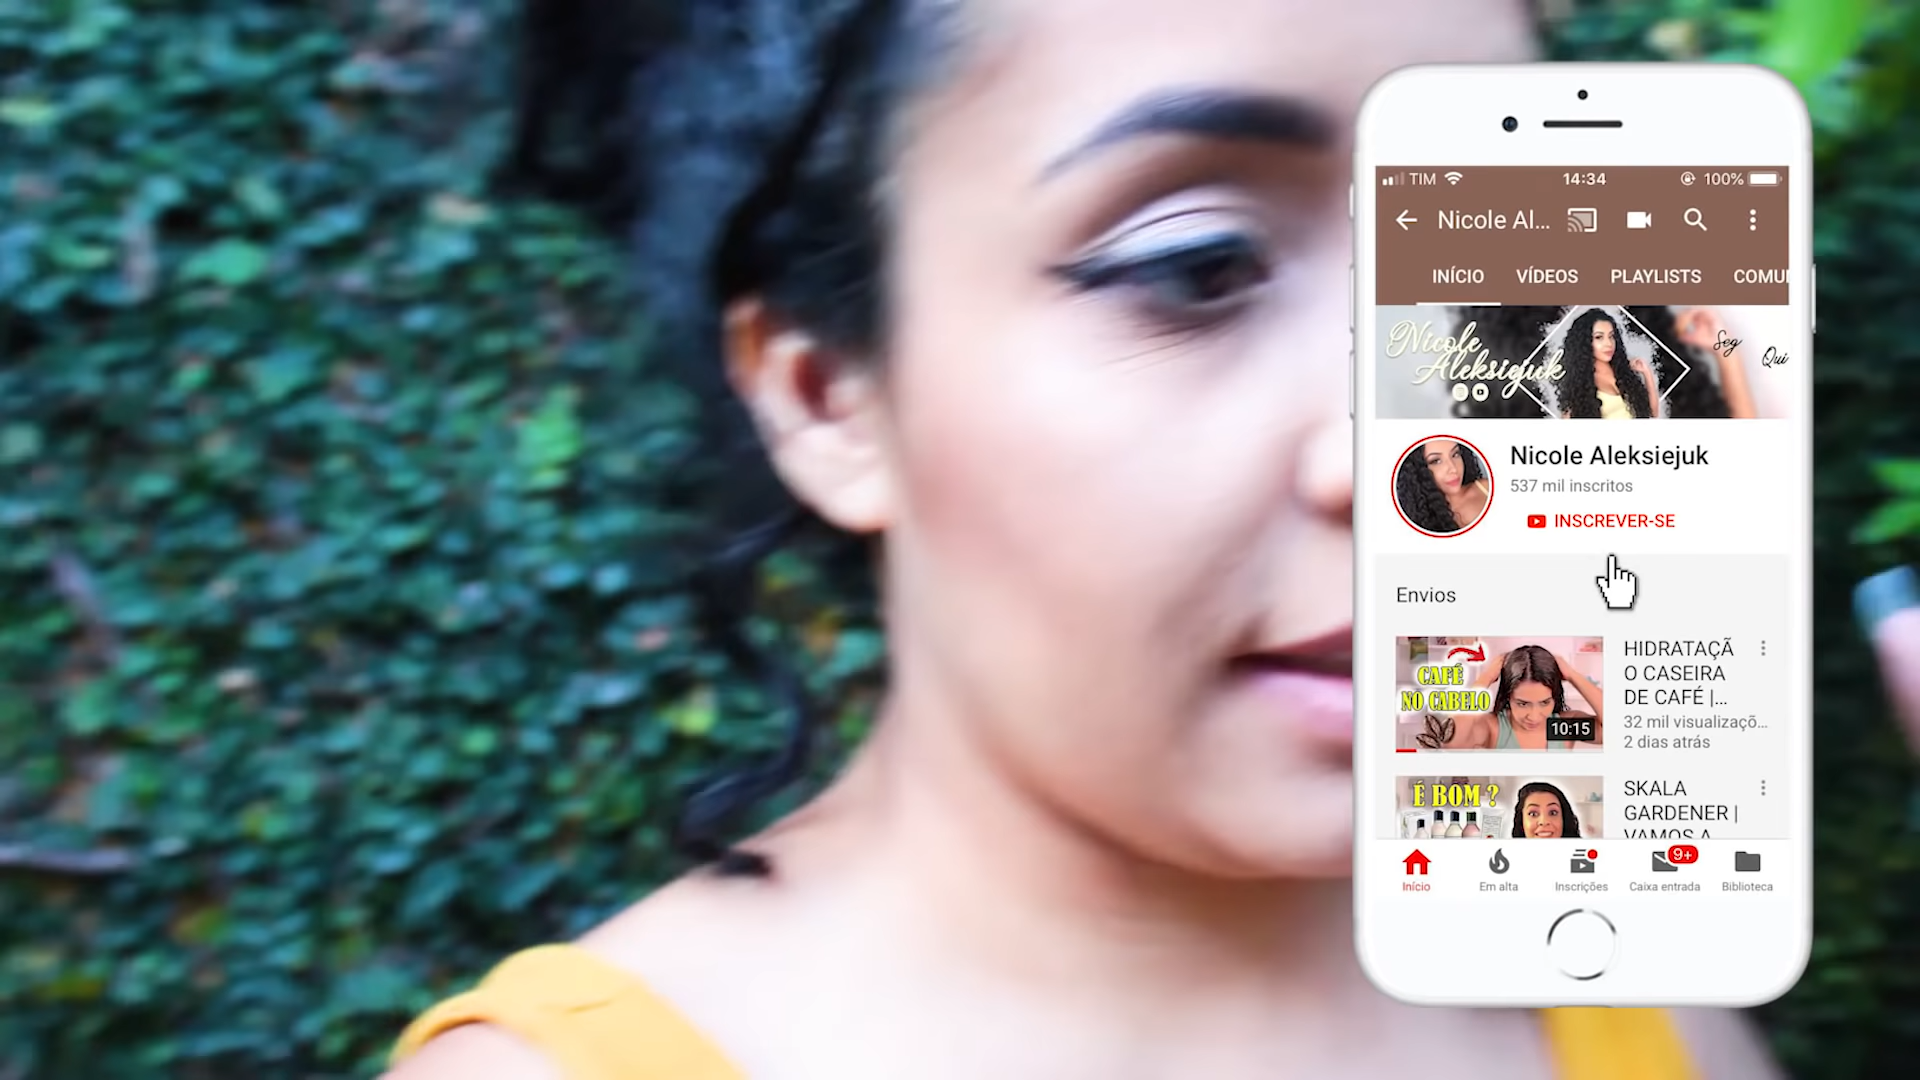 TIM 14:34 100%
Nicole Al...
INÍCIO VÍDEOS PLAYLISTS COMU
Nicole
Aleksiejuk
Seg
Qui
Nicole Aleksiejuk
537 mil inscritos
INSCREVER-SE
Envios
CAFÉ
NO CABELO
10:15
HIDRATAÇÃ
O CASEIRA
DE CAFÉ |...
32 mil visualizaçõ...
2 dias atrás
É BOM ?
SKALA
GARDENER |
VAMOS A
9+
Início Em alta Inscrições Caixa entrada Biblioteca